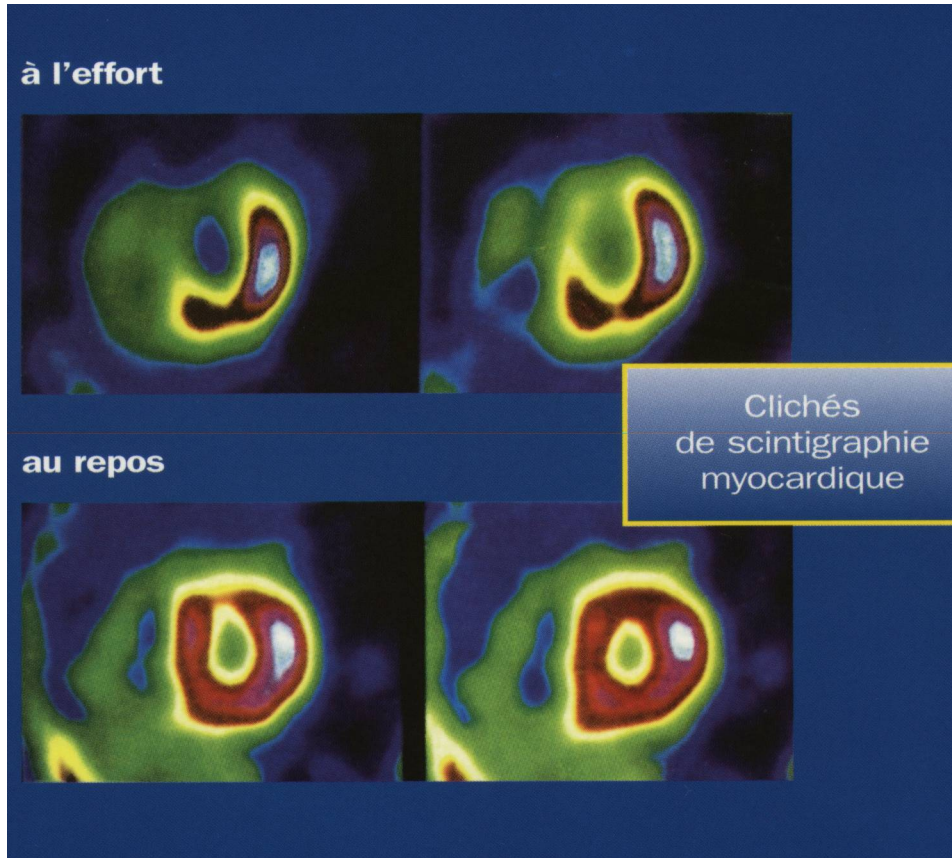 à l'effort
Clichés
de scintigraphie
myocardique
au repos